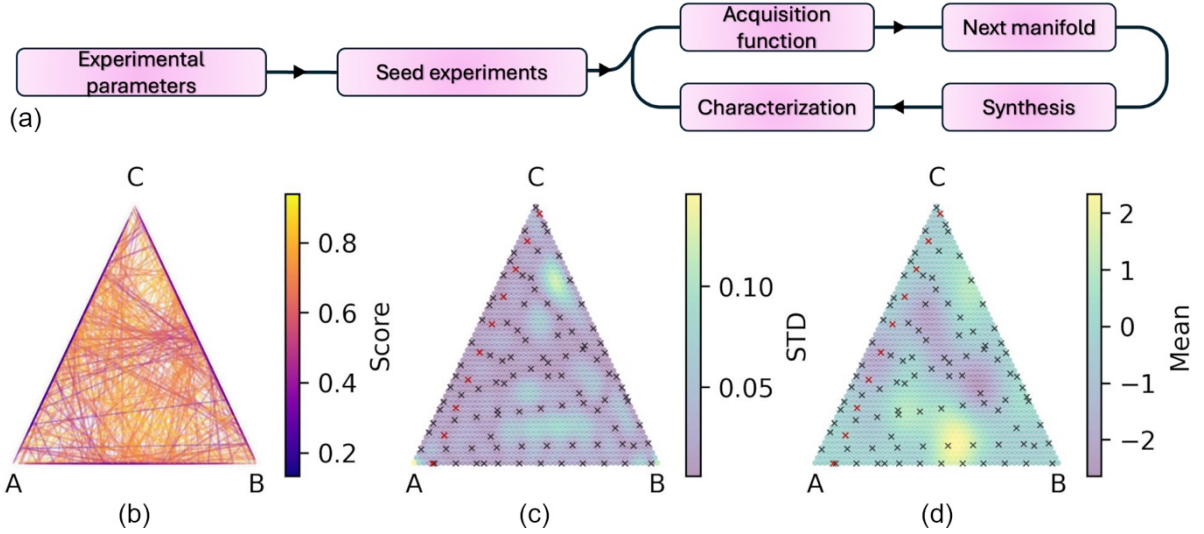 Experimental
parameters
Seed experiments
Acquisition
function
Next manifold
Characterization
Synthesis
(a)
C
A
B
0.8
0.6
0.4
0.2
Score
(b)
C
A
B
0.10
0.05
STD
(c)
C
A
B
2
1
0
−1
−2
Mean
(d)